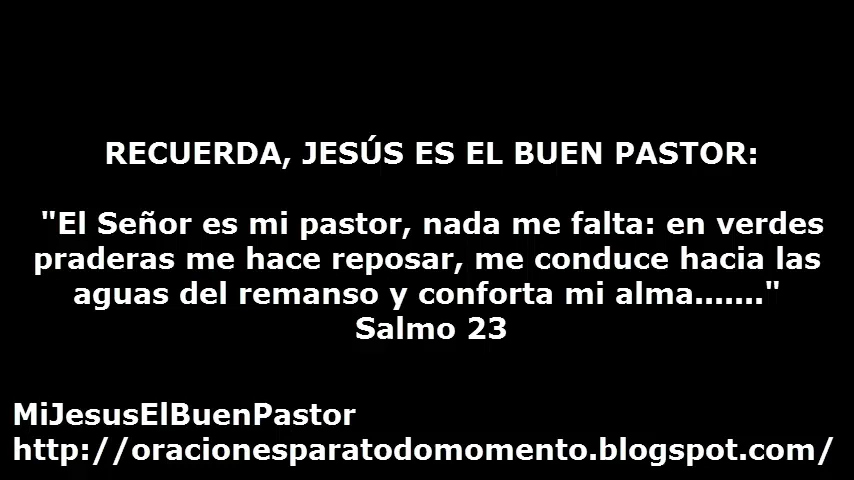 RECUERDA, JESÚS ES EL BUEN PASTOR:
"El Señor es mi pastor, nada me falta: en verdes
praderas me hace reposar, me conduce hacia las
aguas del remanso y conforta mi alma......."
Salmo 23
MiJesusElBuenPastor
http://oracionesparatodomomento.blogspot.com/